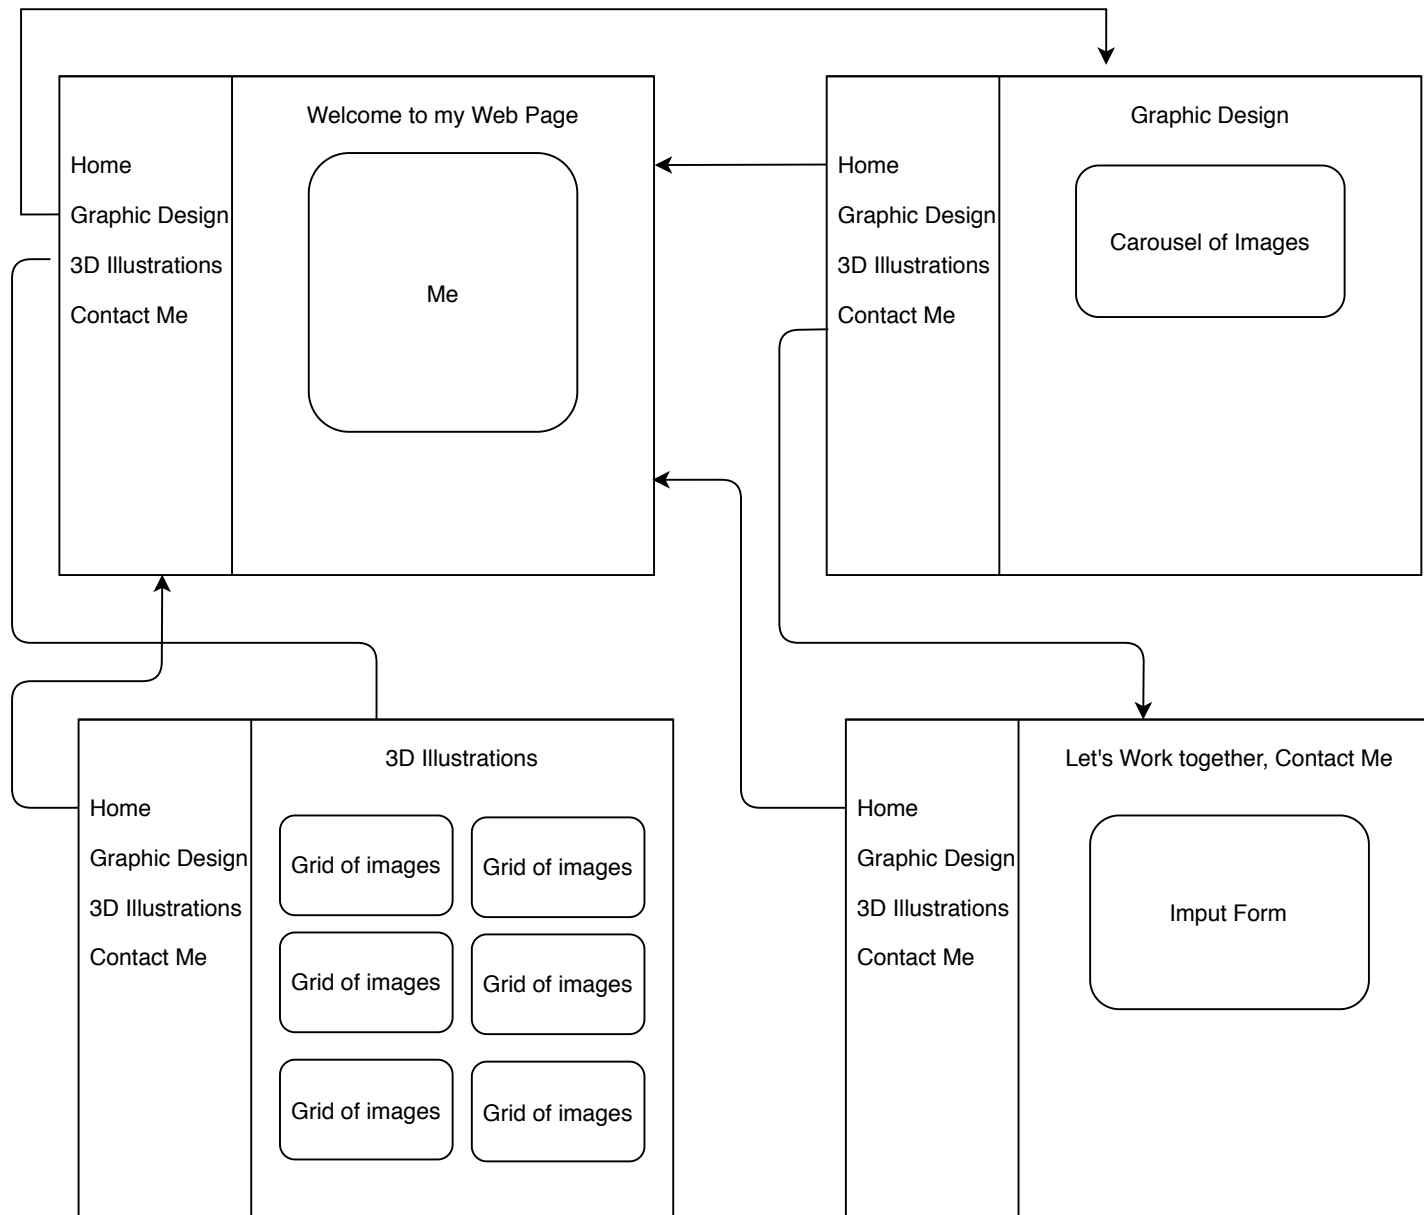 Welcome to my Web Page
Home
Graphic Design
3D Illustrations
Contact Me
Me
Graphic Design
Home
Graphic Design
3D Illustrations
Contact Me
Carousel of Images
3D Illustrations
Home
Graphic Design
3D Illustrations
Contact Me
Grid of images
Grid of images
Grid of images
Grid of images
Grid of images
Grid of images
Let's Work together, Contact Me
Home
Graphic Design
3D Illustrations
Contact Me
Imput Form